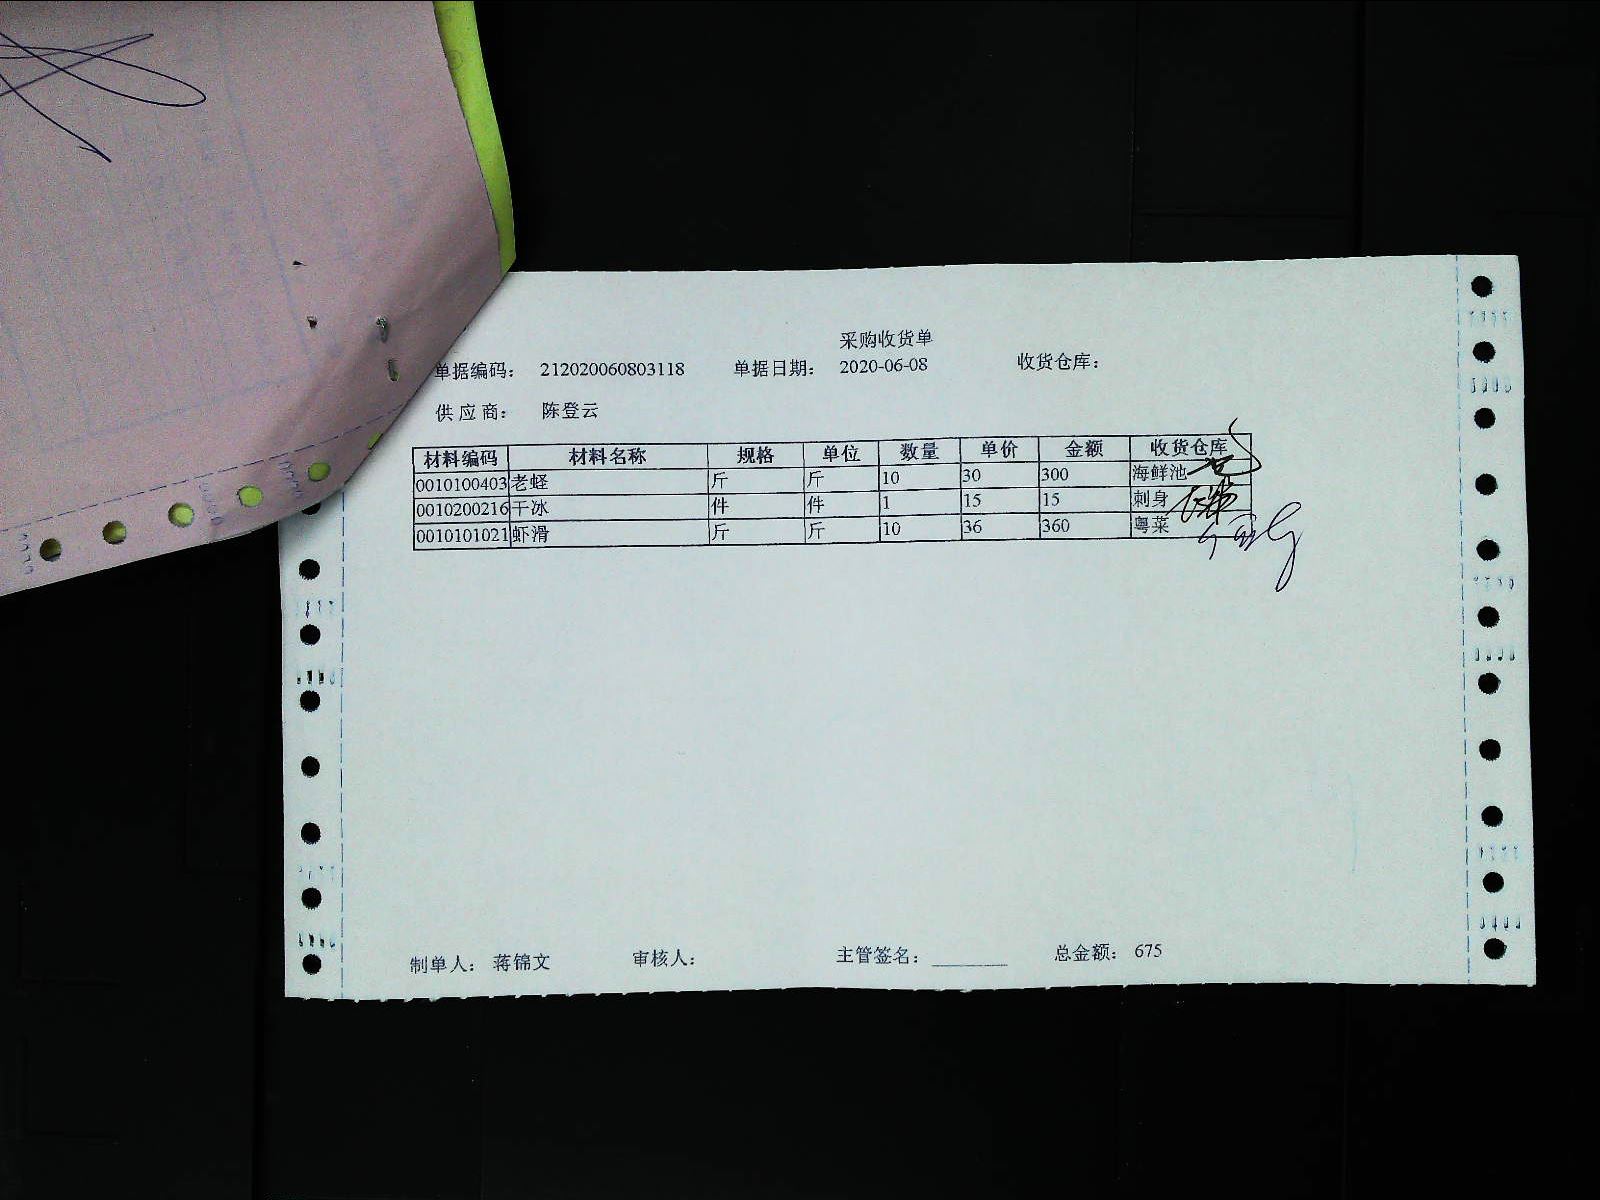 采购收货单
单据编码： 212020060803118 单据日期： 2020-06-08 收货仓库：
供应商： 陈登云
材料编码 材料名称 规格 单位 数量 单价 金额 收货仓库
0010100403 老蛏 斤 斤 10 30 300 海鲜池
0010200216 干冰 件 件 1 15 15 刺身
0010101021 虾滑 斤 斤 10 36 360 粤菜
制单人： 蒋锦文 审核人： 主管签名： ________ 总金额： 675